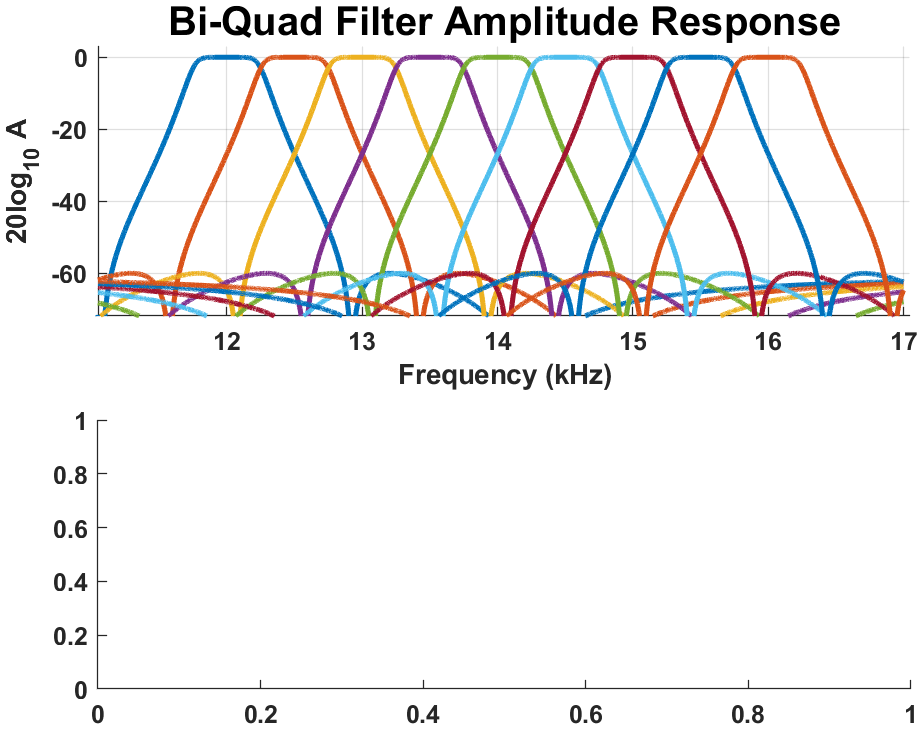 Bi-Quad Filter Amplitude Response
0
-20
-40
-60
20log10 A
12 13 14 15 16 17
Frequency (kHz)
1
0.8
0.6
0.4
0.2
0
0 0.2 0.4 0.6 0.8 1